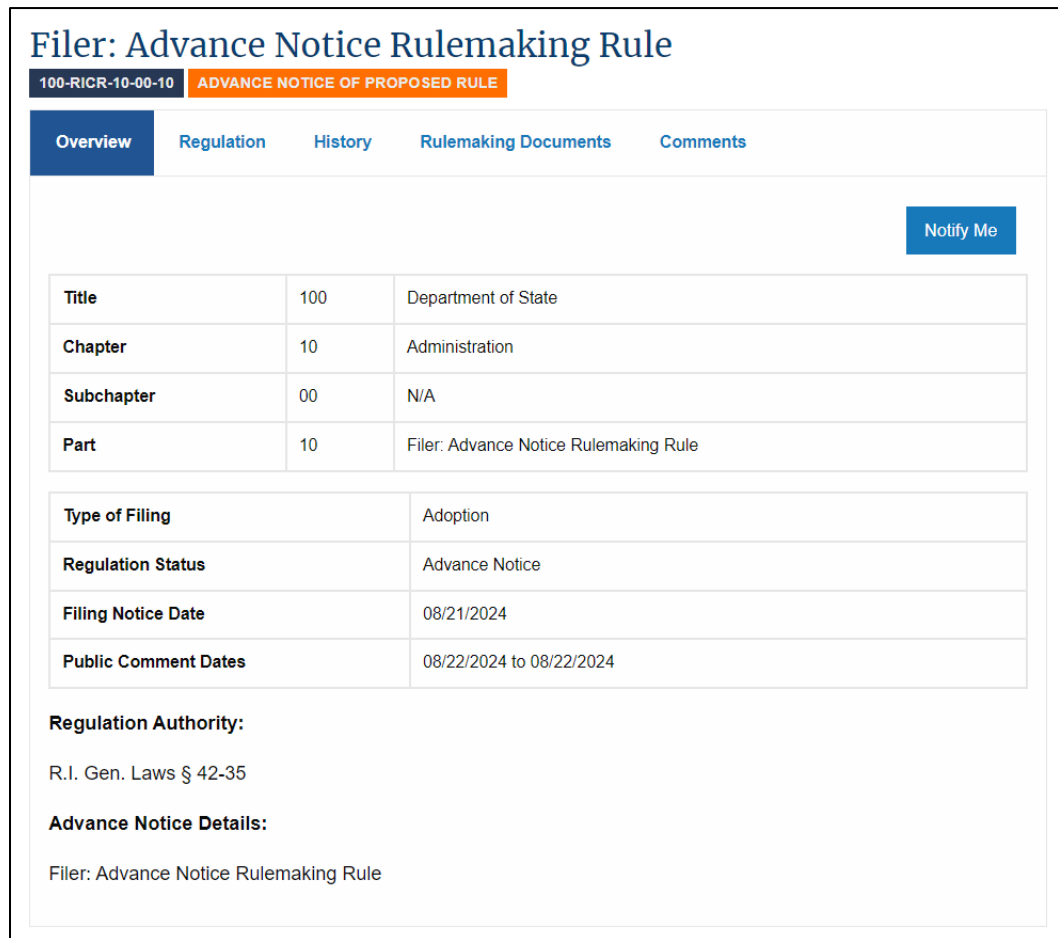 Filer: Advance Notice Rulemaking Rule
100-RICR-10-00-10 ADVANCE NOTICE OF PROPOSED RULE
Overview Regulation History Rulemaking Documents Comments
Notify Me
Title 100 Department of State
Chapter 10 Administration
Subchapter 00 N/A
Part 10 Filer: Advance Notice Rulemaking Rule
Type of Filing Adoption
Regulation Status Advance Notice
Filing Notice Date 08/21/2024
Public Comment Dates 08/22/2024 to 08/22/2024
Regulation Authority:
R.I. Gen. Laws § 42-35
Advance Notice Details:
Filer: Advance Notice Rulemaking Rule